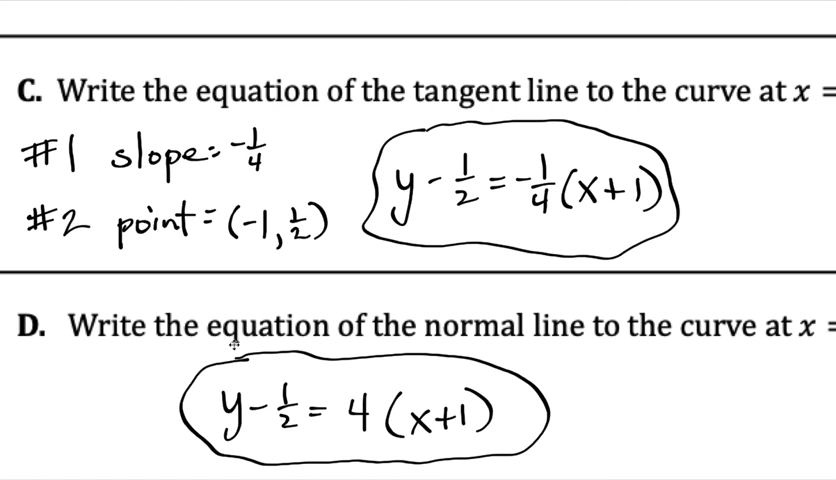 C. Write the equation of the tangent line to the curve at x =
#1 slope = -1/4
#2 point = (-1, 1/2)
y - 1/2 = -1/4 (x+1)
D. Write the equation of the normal line to the curve at x =
y - 1/2 = 4 (x+1)